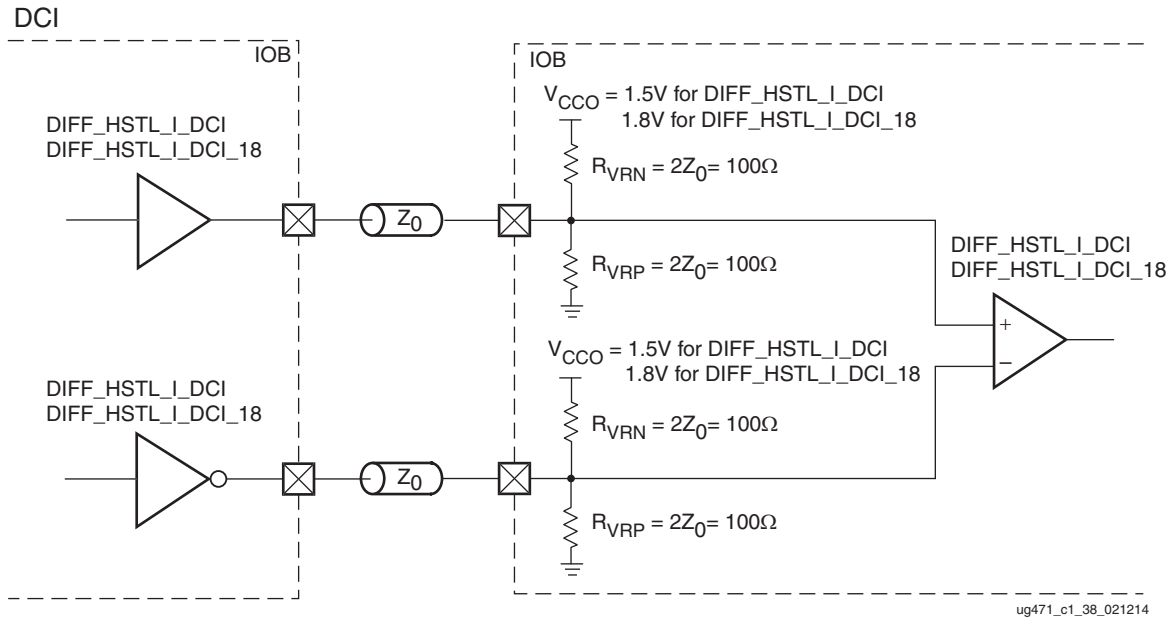 DCI
IOB
IOB
V_CCO = 1.5V for DIFF_HSTL_I_DCI
1.8V for DIFF_HSTL_I_DCI_18
DIFF_HSTL_I_DCI
DIFF_HSTL_I_DCI_18
R_VRN = 2Z_0= 100Ω
Z_0
R_VRP = 2Z_0= 100Ω
DIFF_HSTL_I_DCI
DIFF_HSTL_I_DCI_18
+
–
V_CCO = 1.5V for DIFF_HSTL_I_DCI
1.8V for DIFF_HSTL_I_DCI_18
DIFF_HSTL_I_DCI
DIFF_HSTL_I_DCI_18
R_VRN = 2Z_0= 100Ω
Z_0
R_VRP = 2Z_0= 100Ω
ug471_c1_38_021214